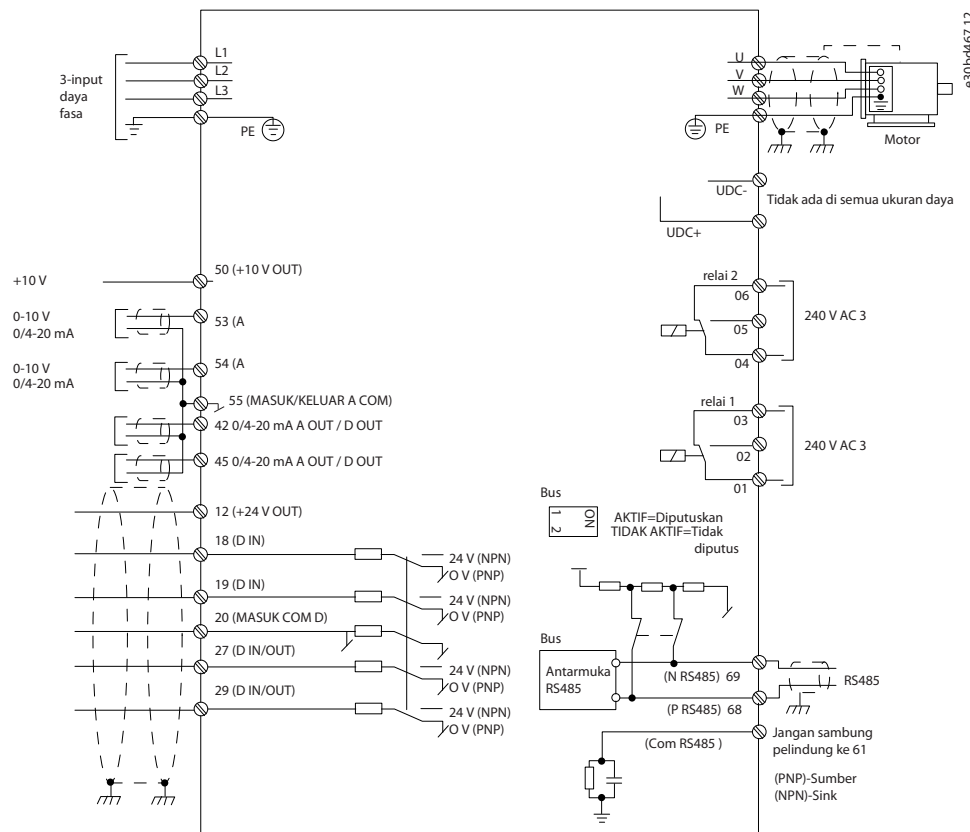 L1
L2
L3
3-input
daya
fasa
PE
U
V
W
PE
Motor
e30bd467.12
UDC-
Tidak ada di semua ukuran daya
UDC+
+10 V
50 (+10 V OUT)
0-10 V
0/4-20 mA
53 (A
0-10 V
0/4-20 mA
54 (A
55 (MASUK/KELUAR A COM)
42 0/4-20 mA A OUT / D OUT
45 0/4-20 mA A OUT / D OUT
12 (+24 V OUT)
18 (D IN)
24 V (NPN)
O V (PNP)
19 (D IN)
24 V (NPN)
O V (PNP)
20 (MASUK COM D)
27 (D IN/OUT)
24 V (NPN)
O V (PNP)
29 (D IN/OUT)
24 V (NPN)
O V (PNP)
relai 2
06
05
04
240 V AC 3
relai 1
03
02
01
240 V AC 3
Bus
1 2
ON
AKTIF=Diputuskan
TIDAK AKTIF=Tidak
diputus
Bus
Antarmuka
RS485
(N RS485) 69
RS485
(P RS485) 68
(Com RS485 )
Jangan sambung
pelindung ke 61
(PNP)-Sumber
(NPN)-Sink